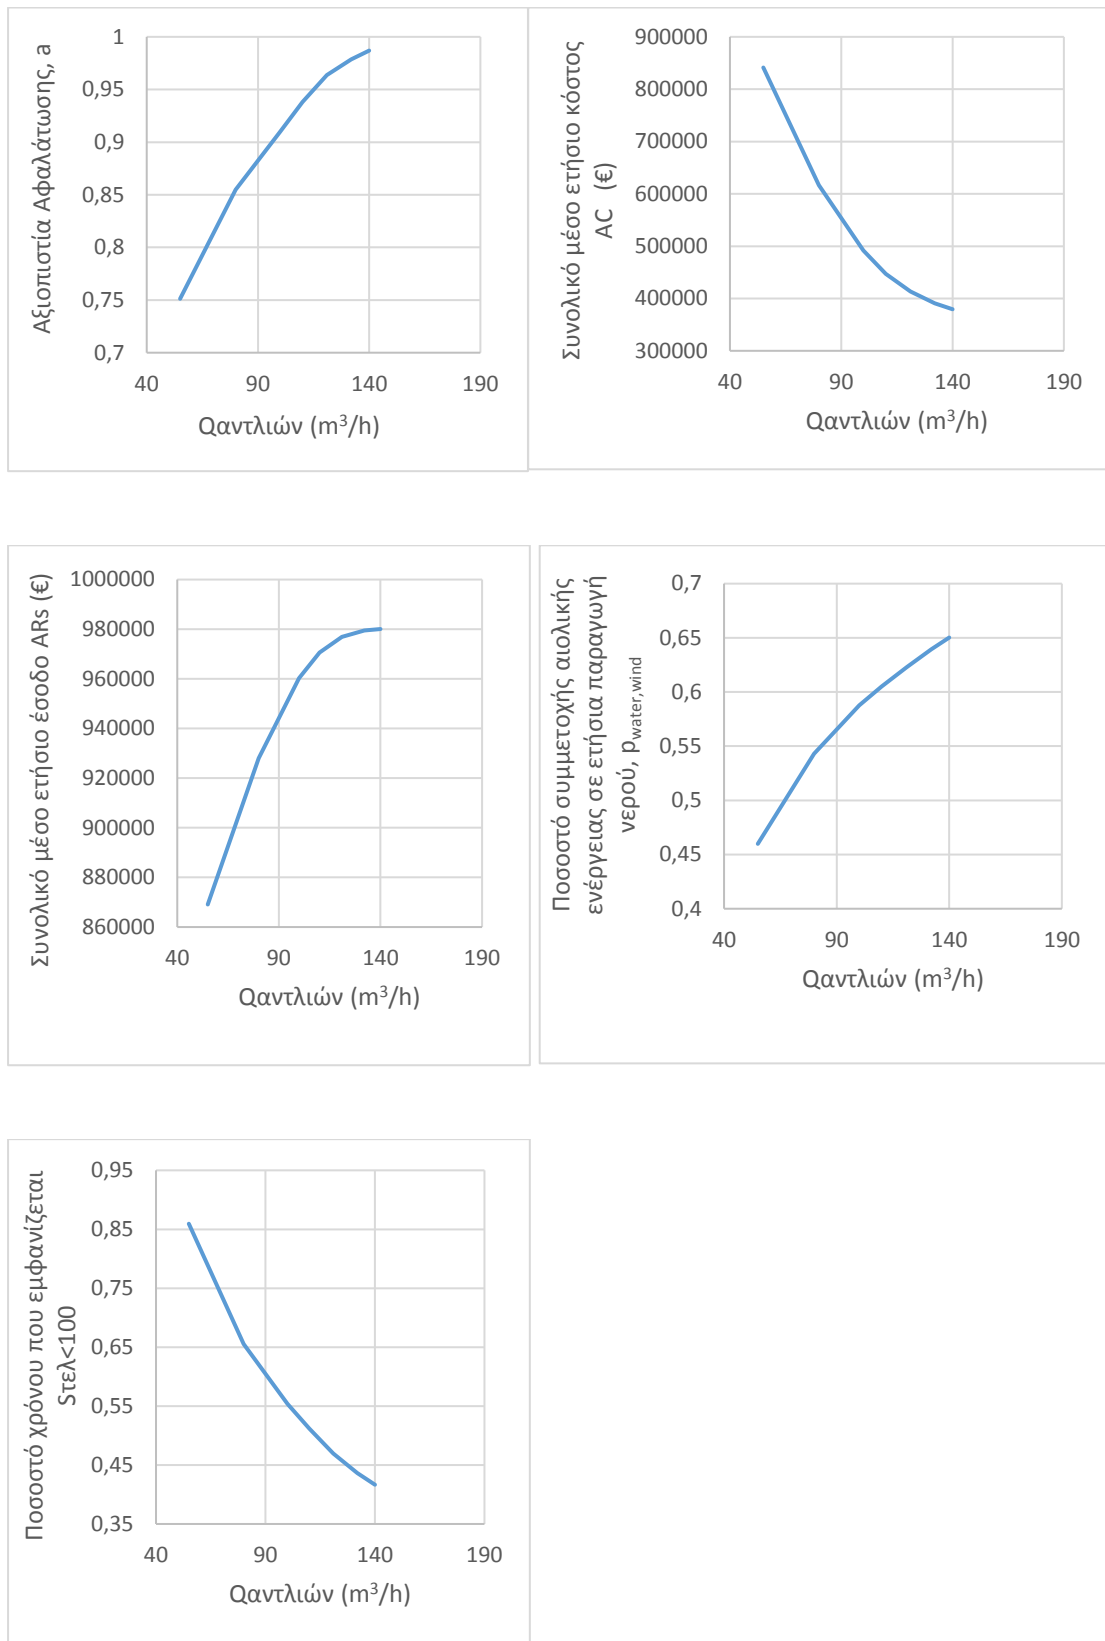 Αξιοπιστία Αφαλάτωσης, a
1
0,95
0,9
0,85
0,8
0,75
0,7
40 90 140 190
Qαντλιών (m³/h)
Συνολικό μέσο ετήσιο κόστος
AC (€)
900000
800000
700000
600000
500000
400000
300000
40 90 140 190
Qαντλιών (m³/h)
Συνολικό μέσο ετήσιο έσοδο ARs (€)
1000000
980000
960000
940000
920000
900000
880000
860000
40 90 140 190
Qαντλιών (m³/h)
Ποσοστό συμμετοχής αιολικής
ενέργειας σε ετήσια παραγωγή
νερού, pwater,wind
0,7
0,65
0,6
0,55
0,5
0,45
0,4
40 90 140 190
Qαντλιών (m³/h)
Ποσοστό χρόνου που εμφανίζεται
Sτελ<100
0,95
0,85
0,75
0,65
0,55
0,45
0,35
40 90 140 190
Qαντλιών (m³/h)